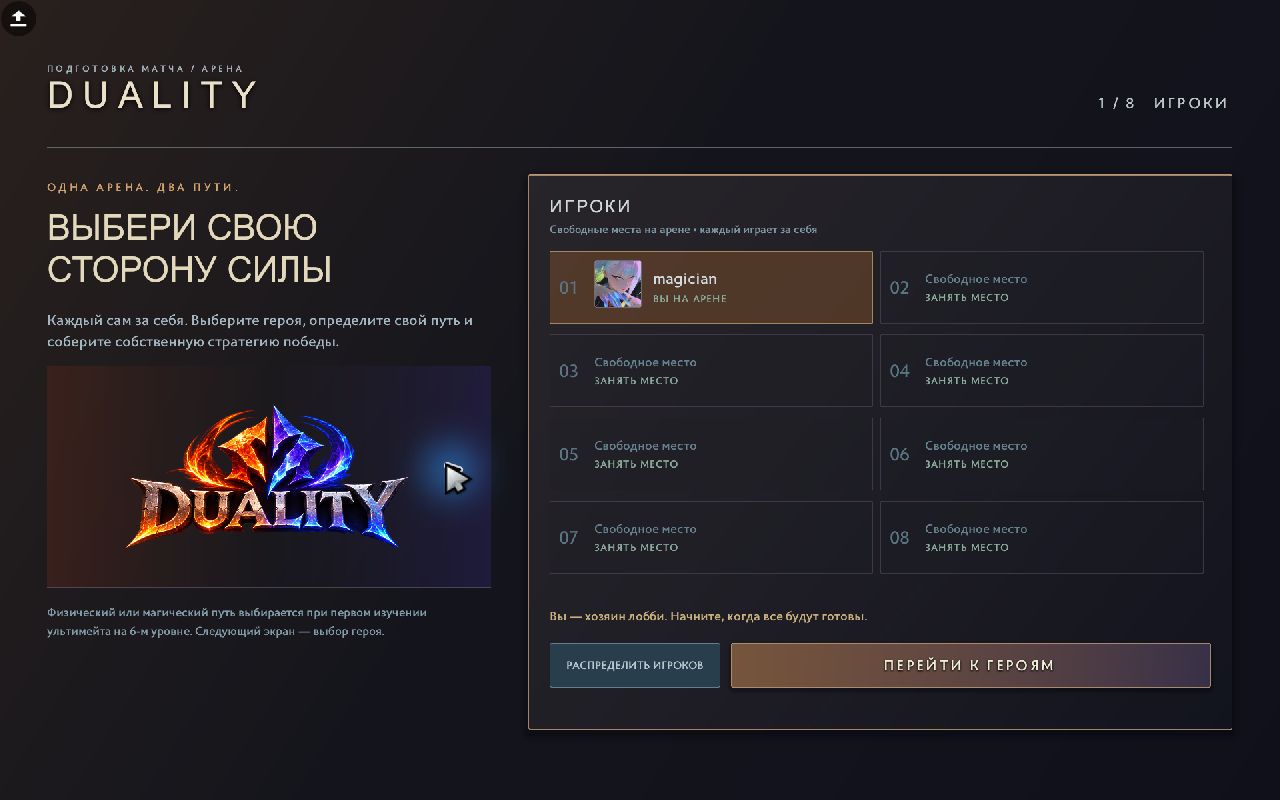 ПОДГОТОВКА МАТЧА / АРЕНА
DUALITY
1 / 8 ИГРОКИ
ОДНА АРЕНА. ДВА ПУТИ.
ВЫБЕРИ СВОЮ
СТОРОНУ СИЛЫ
Каждый сам за себя. Выберите героя, определите свой путь и
соберите собственную стратегию победы.
DUALITY
Физический или магический путь выбирается при первом изучении
ультимейта на 6-м уровне. Следующий экран — выбор героя.
ИГРОКИ
Свободные места на арене • каждый играет за себя
01 magician
ВЫ НА АРЕНЕ
02 Свободное место
ЗАНЯТЬ МЕСТО
03 Свободное место
ЗАНЯТЬ МЕСТО
04 Свободное место
ЗАНЯТЬ МЕСТО
05 Свободное место
ЗАНЯТЬ МЕСТО
06 Свободное место
ЗАНЯТЬ МЕСТО
07 Свободное место
ЗАНЯТЬ МЕСТО
08 Свободное место
ЗАНЯТЬ МЕСТО
Вы — хозяин лобби. Начните, когда все будут готовы.
РАСПРЕДЕЛИТЬ ИГРОКОВ
ПЕРЕЙТИ К ГЕРОЯМ